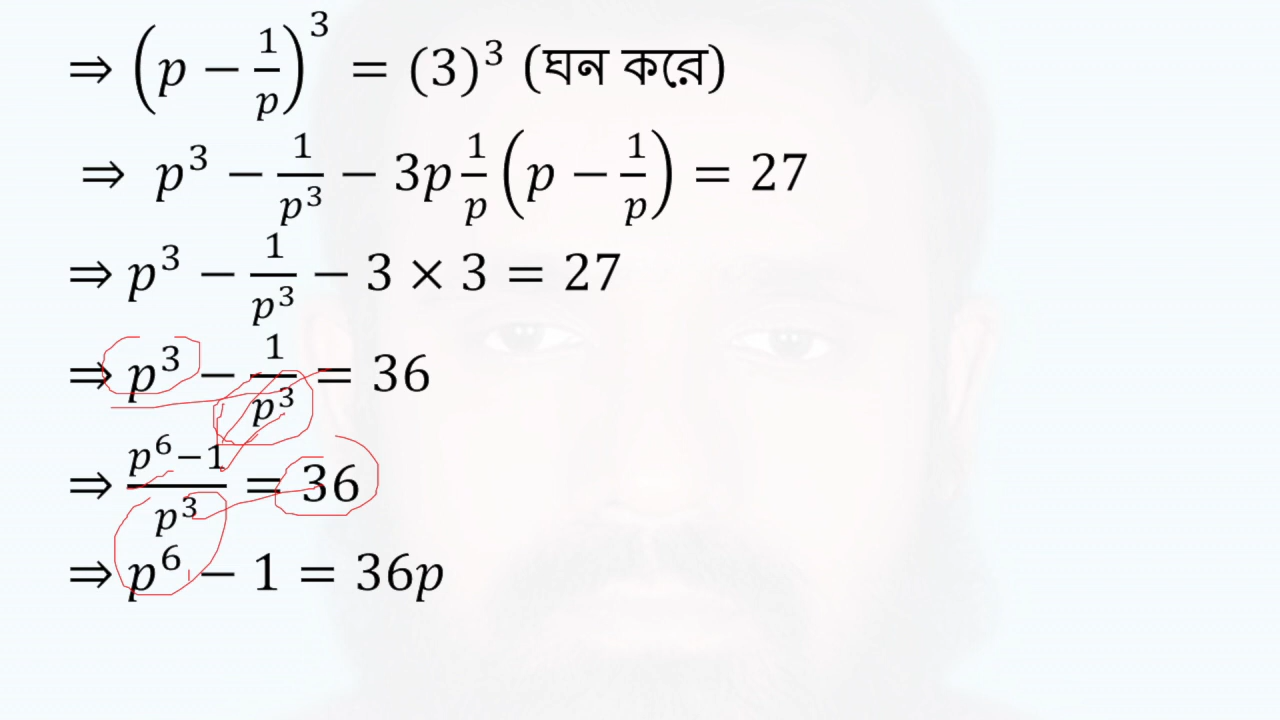 ⇒ (p − 1/p)³ = (3)³ (ঘন করে)
⇒ p³ − 1/p³ − 3p 1/p (p − 1/p) = 27
⇒ p³ − 1/p³ − 3 × 3 = 27
⇒ p³ − 1/p³ = 36
⇒ (p⁶−1)/p³ = 36
⇒ p⁶ − 1 = 36p